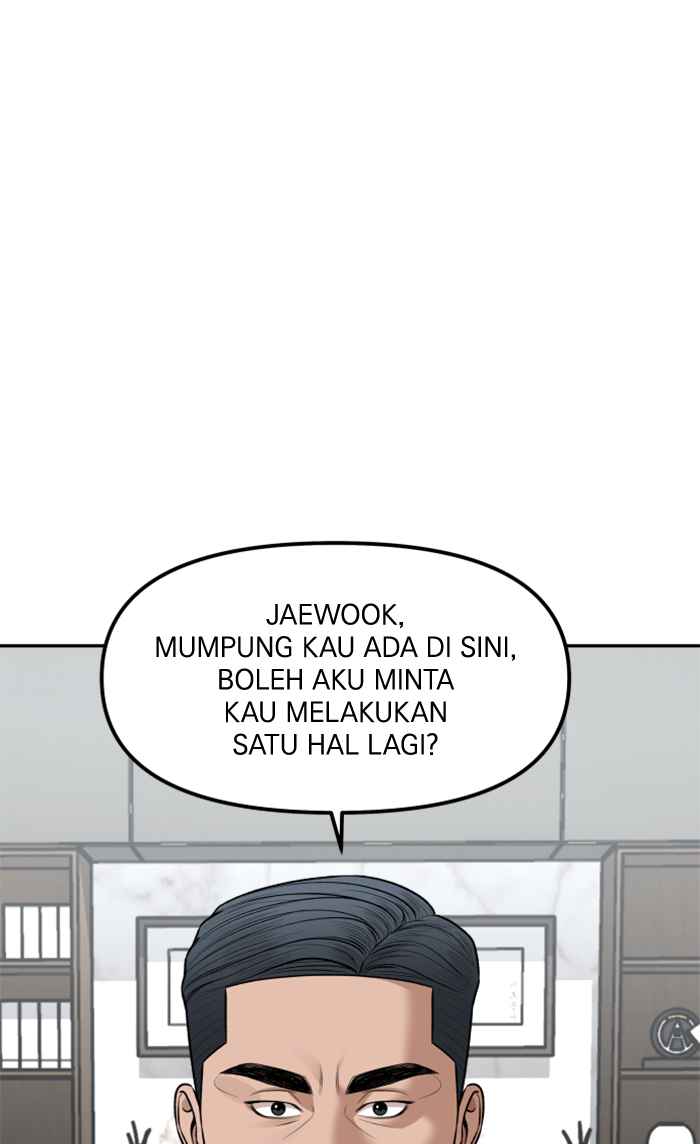 JAEWOOK,
MUMPUNG KAU ADA DI SINI,
BOLEH AKU MINTA
KAU MELAKUKAN
SATU HAL LAGI?